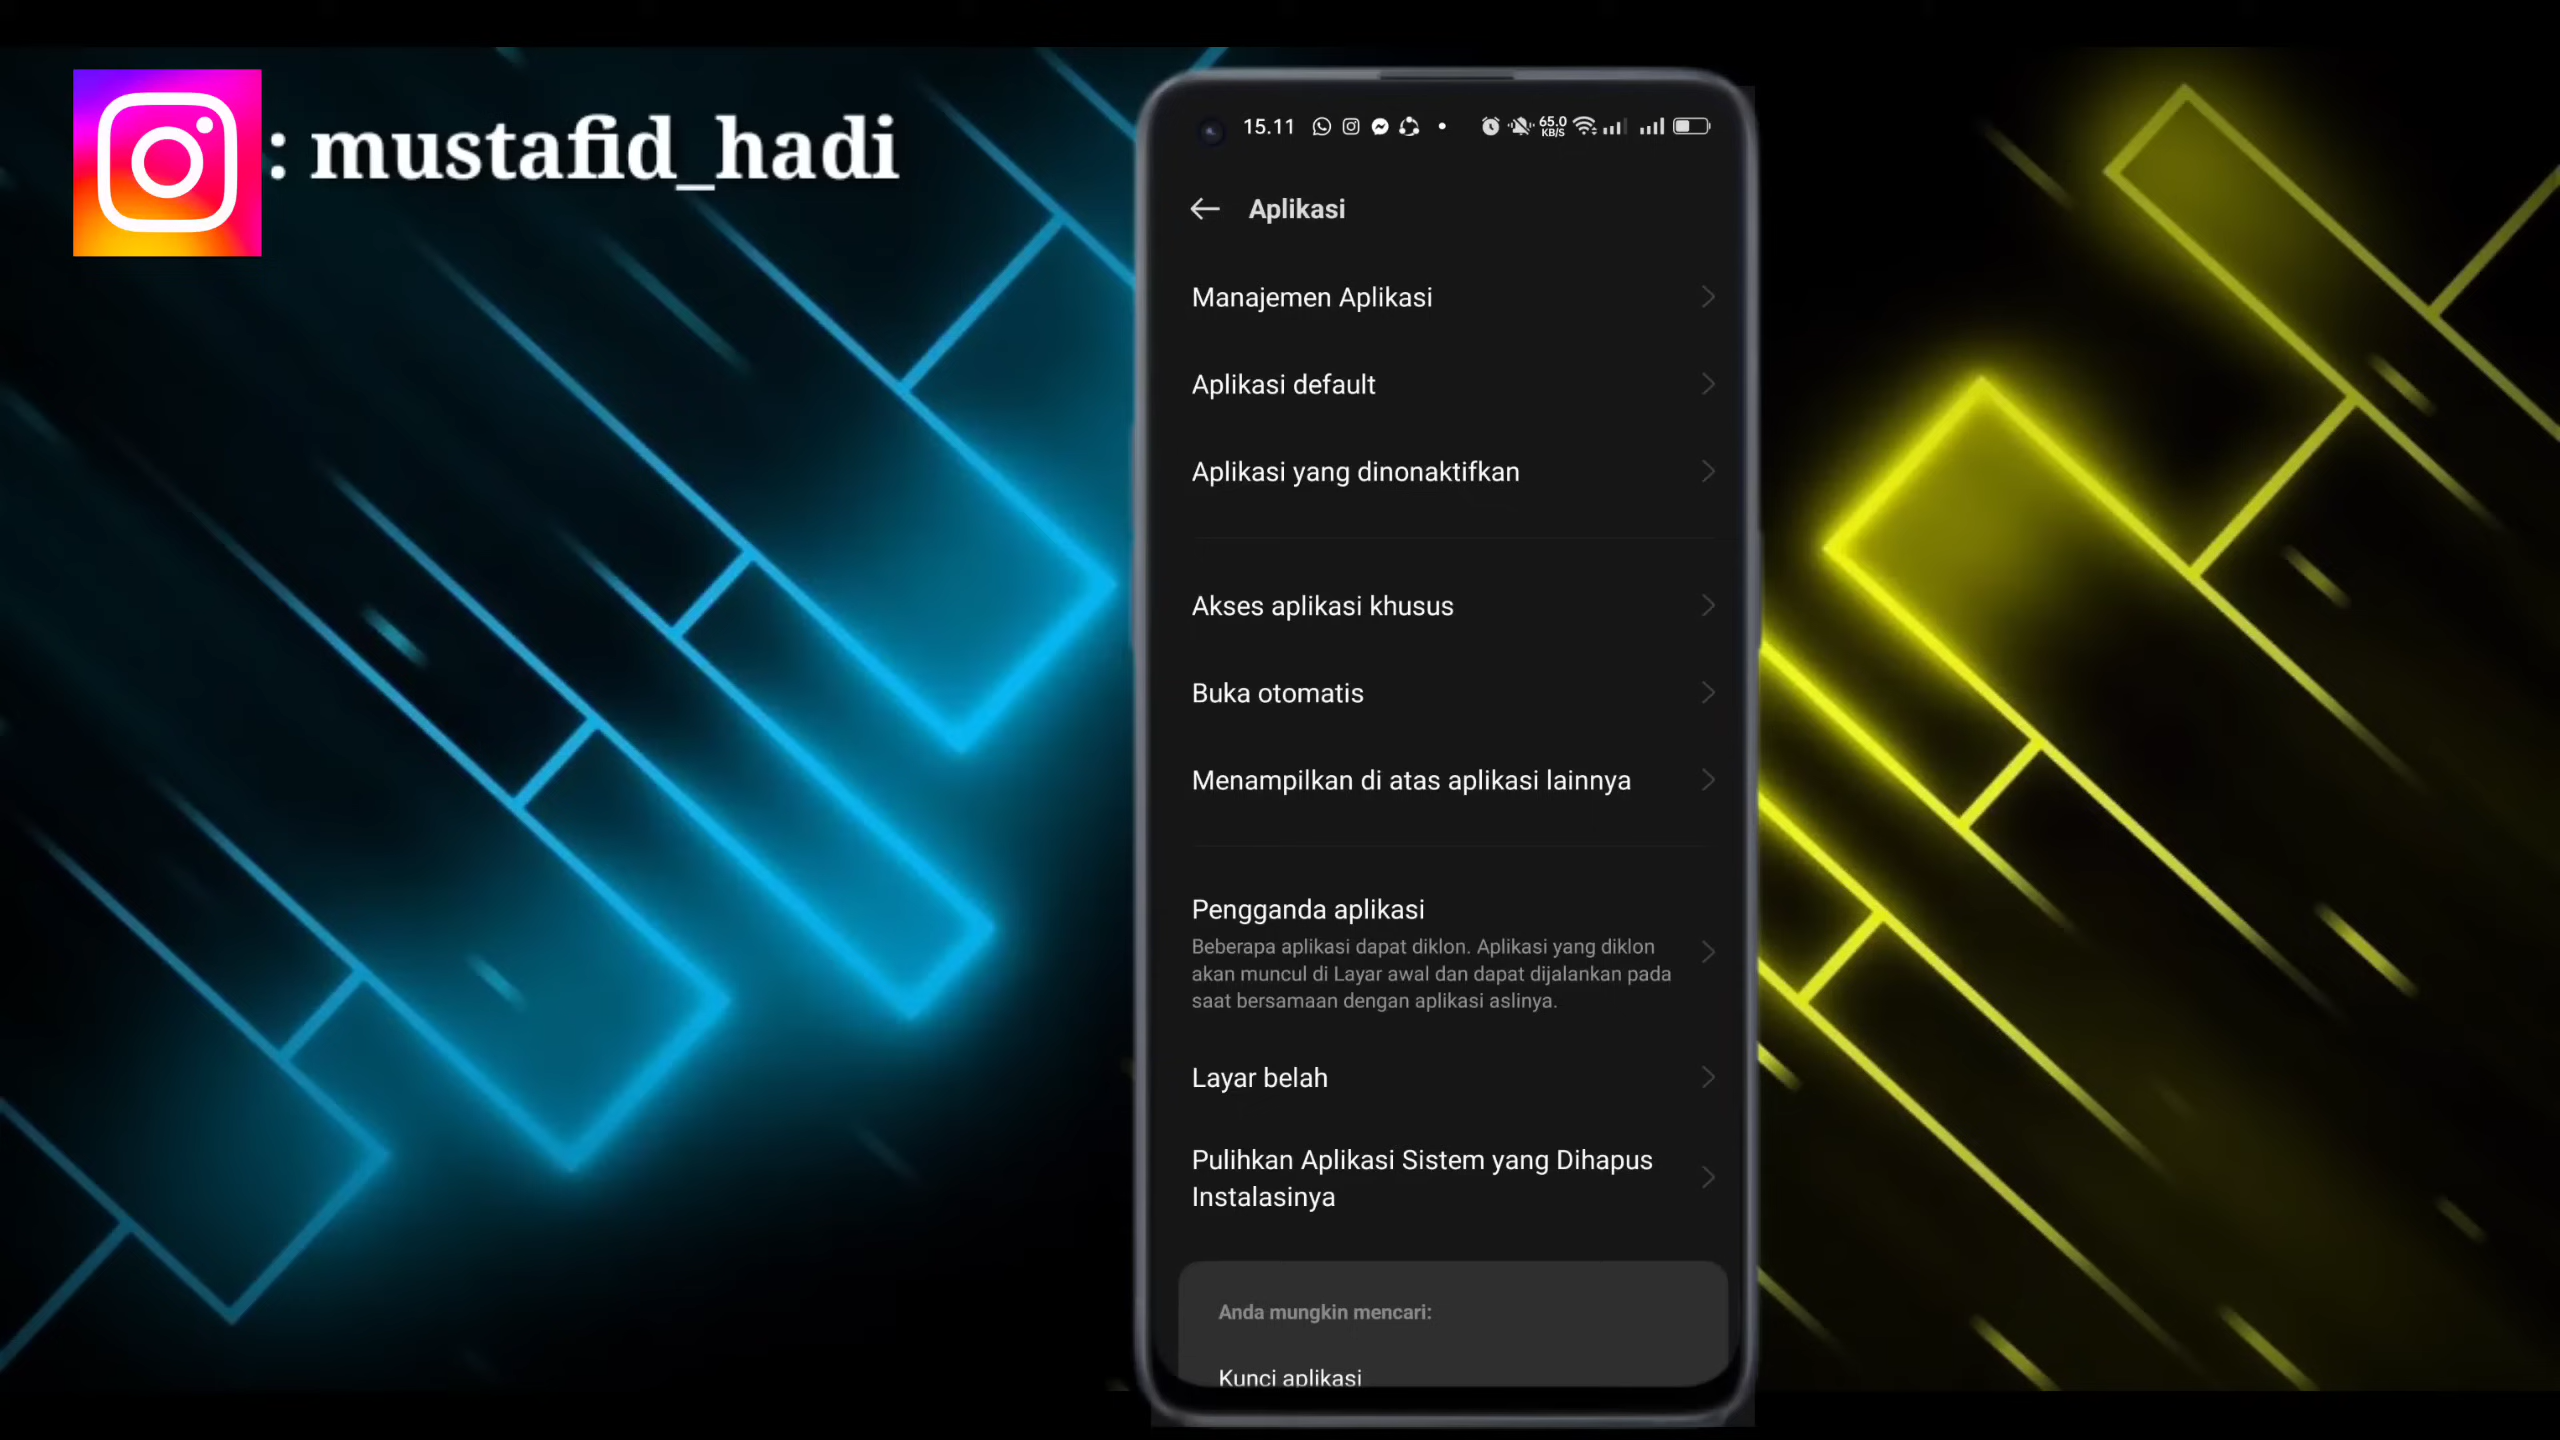 : mustafid_hadi
15.11
65.0
KB/S
Aplikasi
Manajemen Aplikasi
Aplikasi default
Aplikasi yang dinonaktifkan
Akses aplikasi khusus
Buka otomatis
Menampilkan di atas aplikasi lainnya
Pengganda aplikasi
Beberapa aplikasi dapat diklon. Aplikasi yang diklon
akan muncul di Layar awal dan dapat dijalankan pada
saat bersamaan dengan aplikasi aslinya.
Layar belah
Pulihkan Aplikasi Sistem yang Dihapus
Instalasinya
Anda mungkin mencari:
Kunci aplikasi